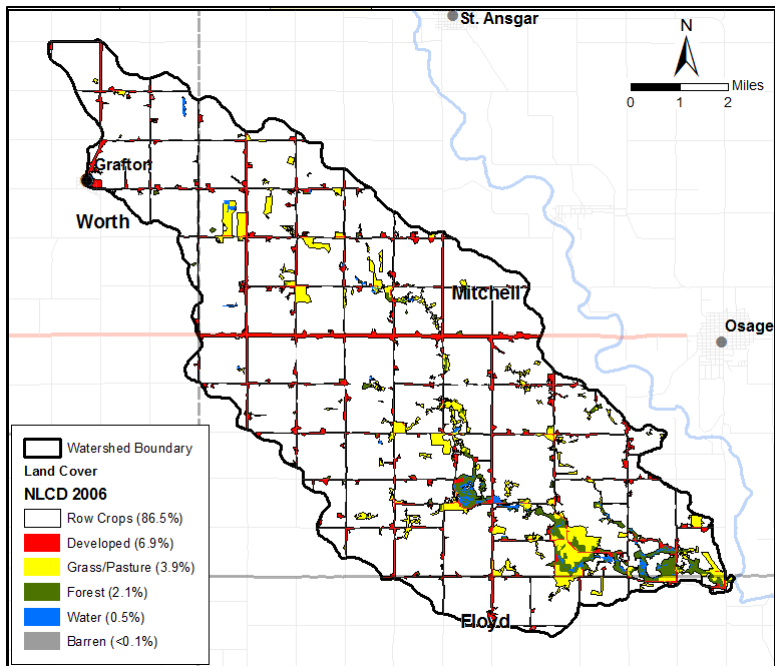 St. Ansgar
Miles
0 1 2
Grafton
Worth
Mitchell
Osage
Watershed Boundary
Land Cover
NLCD 2006
Row Crops (86.5%)
Developed (6.9%)
Grass/Pasture (3.9%)
Forest (2.1%)
Water (0.5%)
Barren (<0.1%)
Floyd